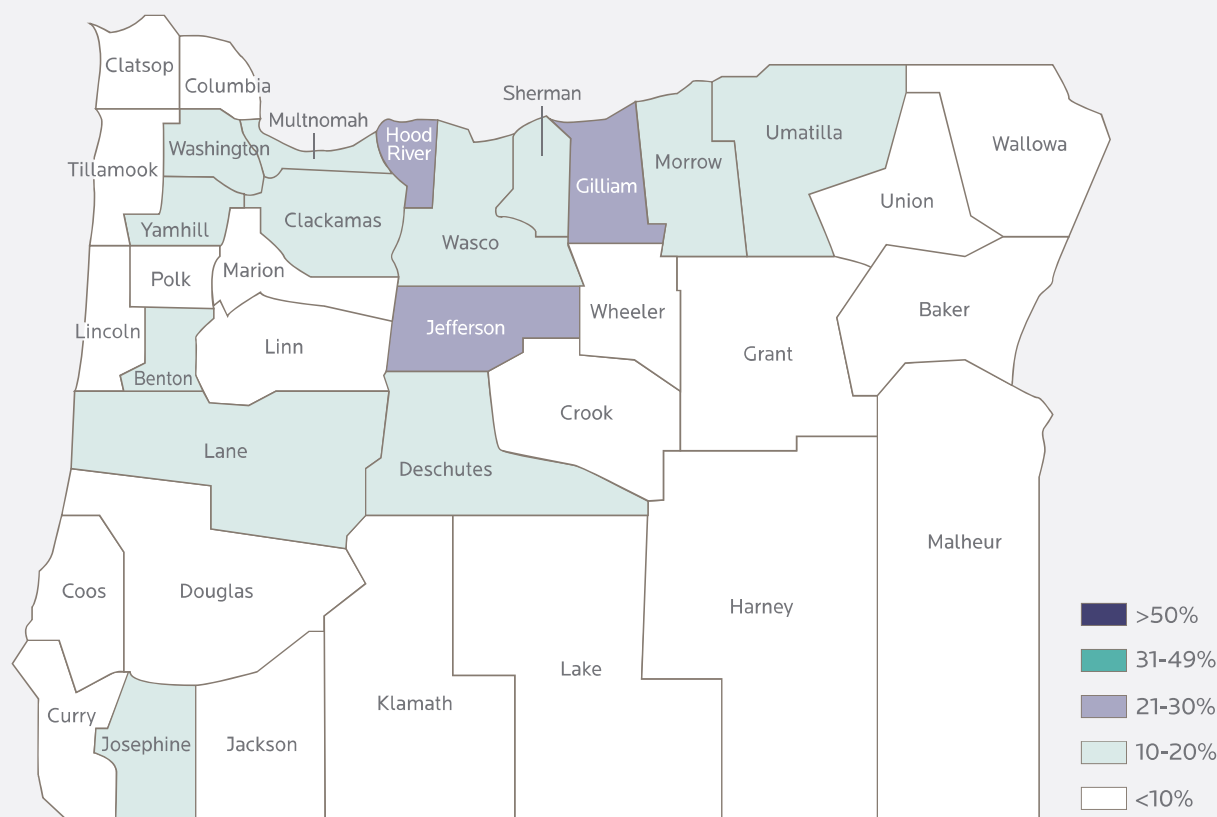 Clatsop
Columbia
Sherman
Multnomah
Hood
River
Washington
Umatilla
Wallowa
Tillamook
Morrow
Gilliam
Union
Clackamas
Yamhill
Wasco
Marion
Polk
Baker
Wheeler
Lincoln
Jefferson
Linn
Grant
Benton
Crook
Lane
Deschutes
Malheur
Coos
Douglas
Harney
>50%
31-49%
Lake
Klamath
21-30%
Curry
Josephine
Jackson
10-20%
<10%